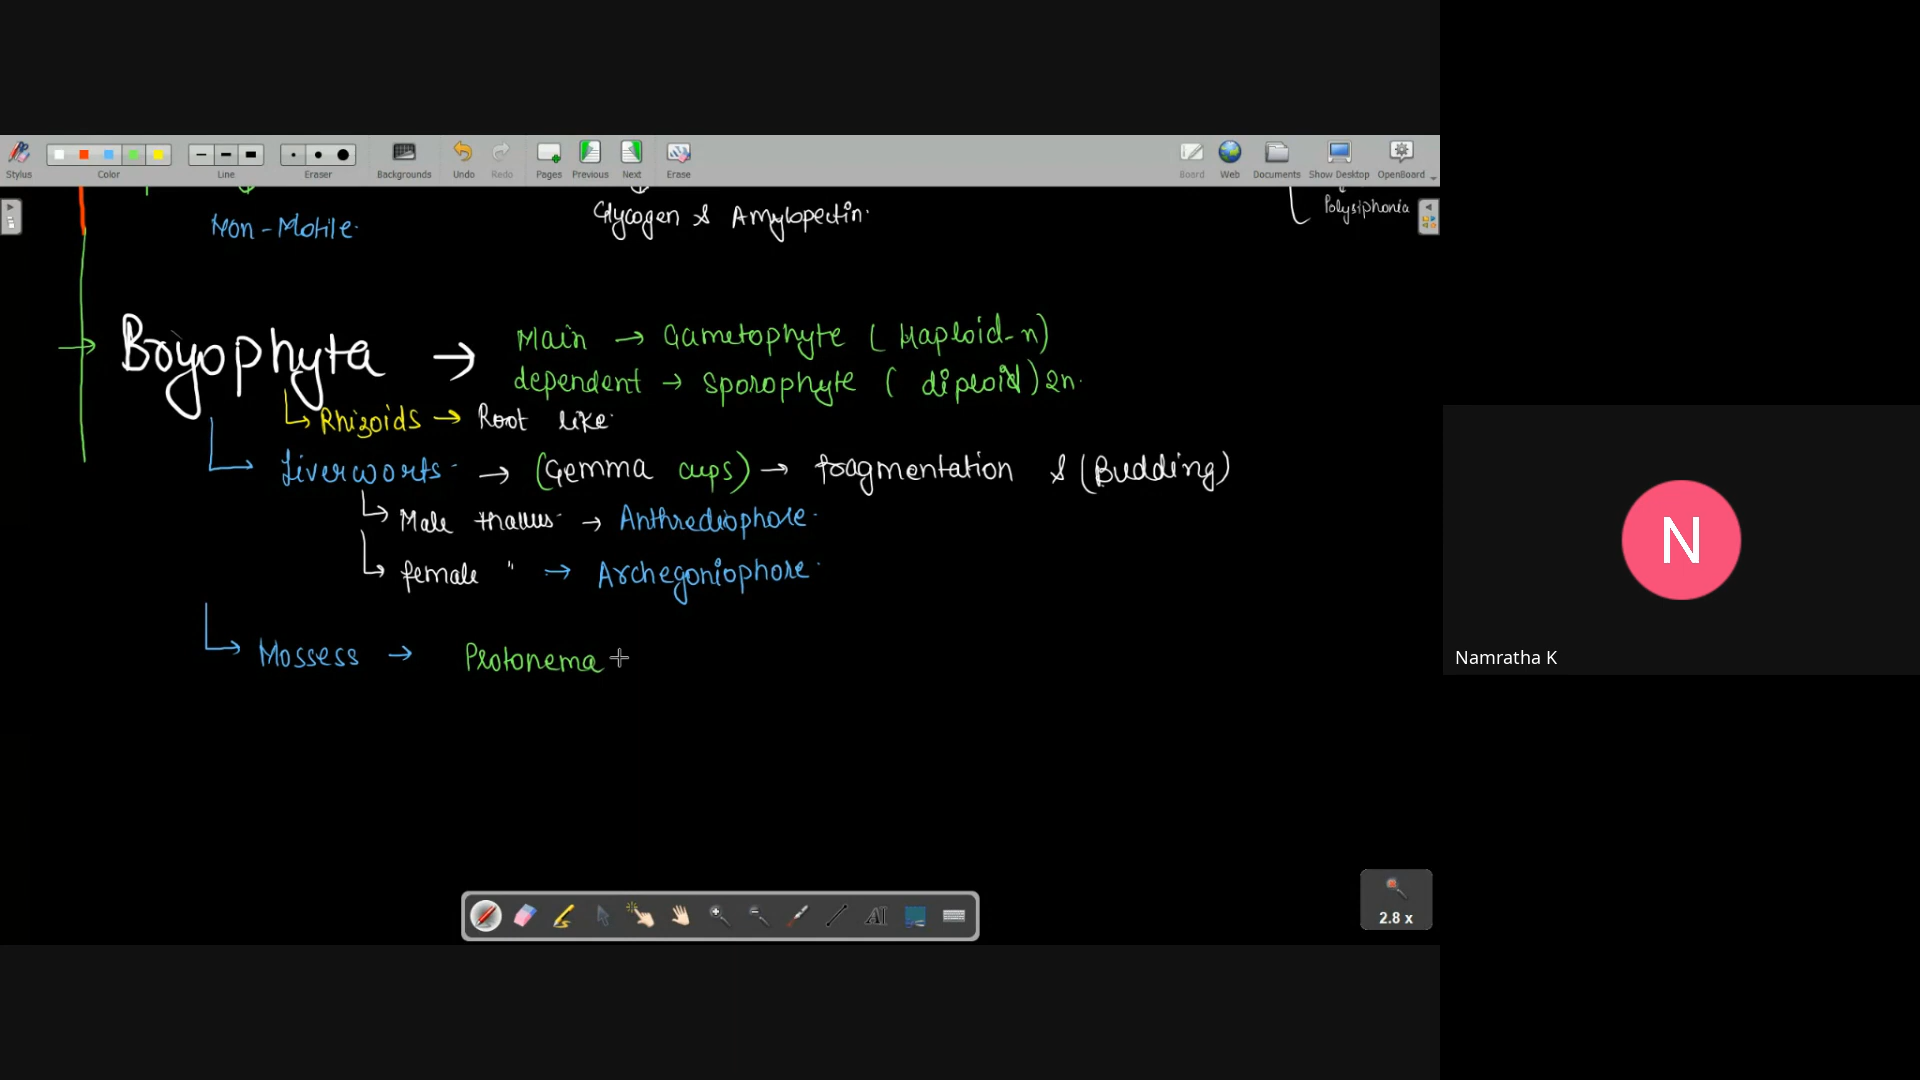 Stylus Color Line Eraser Backgrounds Undo Redo Pages Previous Next Erase Board Web Documents Show Desktop OpenBoard
Non-Motile. Glycogen & Amylopectin. Polysiphonia
Boyophyta → Main → Gametophyte ( Haploid-n)
dependent → Sporophyte ( diploid) 2n.
Rhizoids → Root like.
Liverworts. → (Gemma cups) → fragmentation & (Budding)
Male thallus → Anthrediophore.
female " → Archegoniophore.
Mossess → Protonema
N
Namratha K
2.8 x